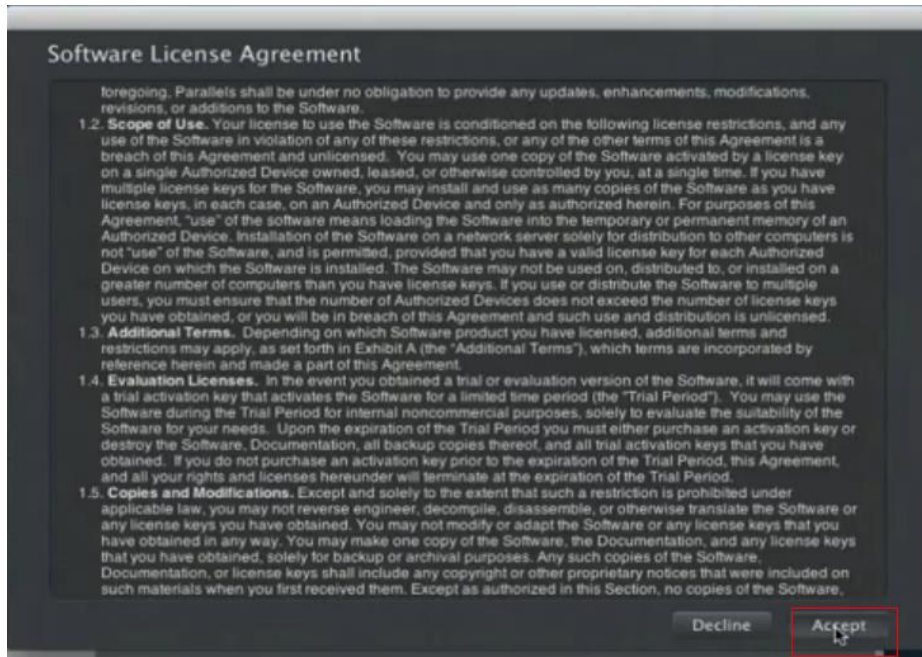 Software License Agreement
foregoing. Parallels shall be under no obligation to provide any updates, enhancements, modifications,
revisions, or additions to the Software.
1.2. Scope of Use. Your license to use the Software is conditioned on the following license restrictions, and any
use of the Software in violation of any of these restrictions, or any of the other terms of this Agreement is a
breach of this Agreement and unlicensed. You may use one copy of the Software activated by a license key
on a single Authorized Device owned, leased, or otherwise controlled by you, at a single time. If you have
multiple license keys for the Software, you may install and use as many copies of the Software as you have
license keys, in each case, on an Authorized Device and only as authorized herein. For purposes of this
Agreement, "use" of the software means loading the Software into the temporary or permanent memory of an
Authorized Device. Installation of the Software on a network server solely for distribution to other computers is
not "use" of the Software, and is permitted, provided that you have a valid license key for each Authorized
Device on which the Software is installed. The Software may not be used on, distributed to, or installed on a
greater number of computers than you have license keys. If you use or distribute the Software to multiple
users, you must ensure that the number of Authorized Devices does not exceed the number of license keys
you have obtained, or you will be in breach of this Agreement and such use and distribution is unlicensed.
1.3. Additional Terms. Depending on which Software product you have licensed, additional terms and
restrictions may apply, as set forth in Exhibit A (the "Additional Terms"), which terms are incorporated by
reference herein and made a part of this Agreement.
1.4. Evaluation Licenses. In the event you obtained a trial or evaluation version of the Software, it will come with
a trial activation key that activates the Software for a limited time period (the "Trial Period"). You may use the
Software during the Trial Period for internal noncommercial purposes, solely to evaluate the suitability of the
Software for your needs. Upon the expiration of the Trial Period you must either purchase an activation key or
destroy the Software, Documentation, all backup copies thereof, and all trial activation keys that you have
obtained. If you do not purchase an activation key prior to the expiration of the Trial Period, this Agreement,
and all your rights and licenses hereunder will terminate at the expiration of the Trial Period.
1.5. Copies and Modifications. Except and solely to the extent that such a restriction is prohibited under
applicable law, you may not reverse engineer, decompile, disassemble, or otherwise translate the Software or
any license keys you have obtained. You may not modify or adapt the Software or any license keys that you
have obtained in any way. You may make one copy of the Software, the Documentation, and any license keys
that you have obtained, solely for backup or archival purposes. Any such copies of the Software,
Documentation, or license keys shall include any copyright or other proprietary notices that were included on
such materials when you first received them. Except as authorized in this Section, no copies of the Software,
Decline Accept